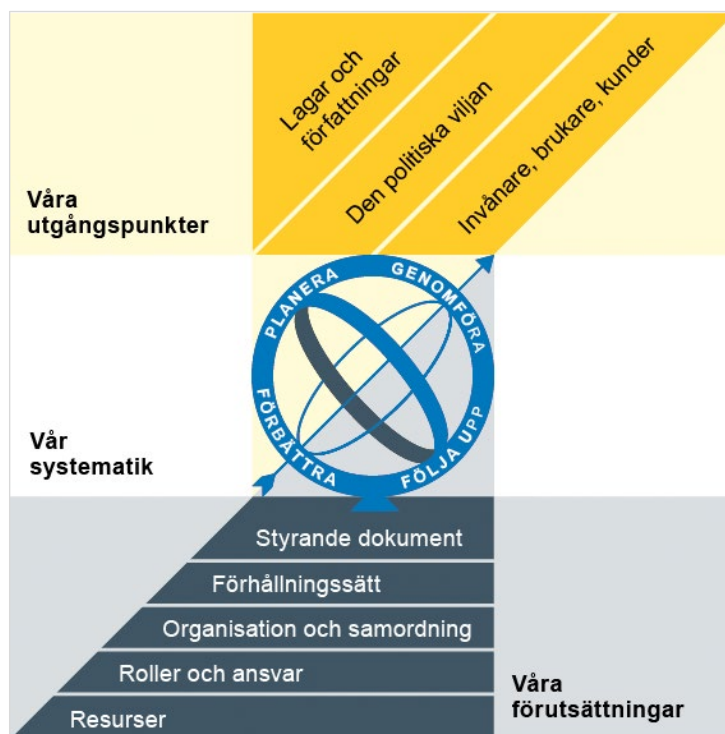 Lagar och
författningar
Den politiska viljan
Invånare, brukare, kunder
Våra
utgångspunkter
PLANERA
GENOMFÖRA
FÖLJA UPP
FÖRBÄTTRA
Vår
systematik
Styrande dokument
Förhållningssätt
Organisation och samordning
Roller och ansvar
Resurser
Våra
förutsättningar